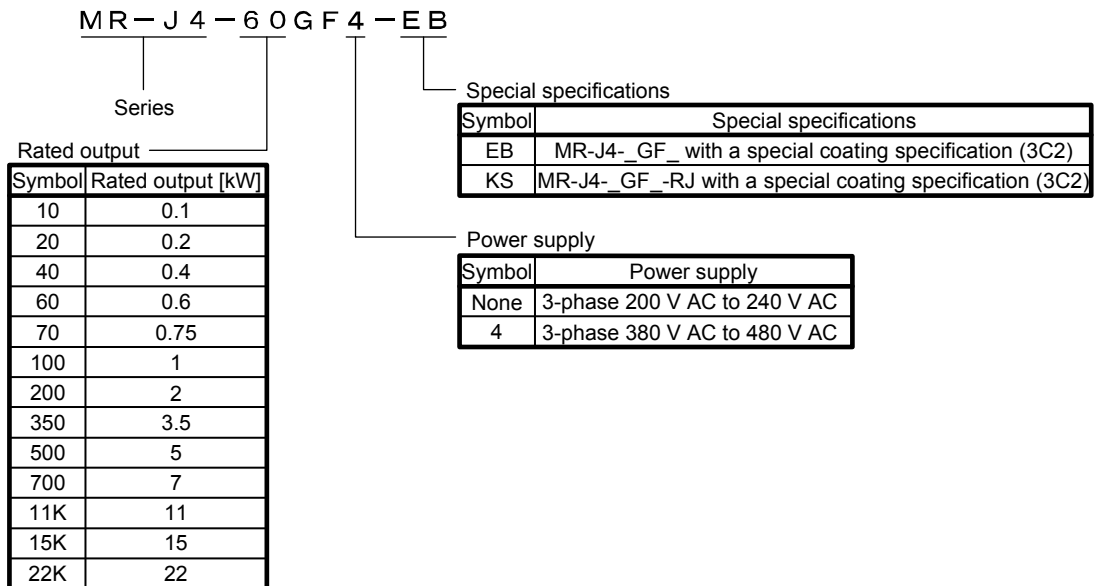 MR-J4-60GF4-EB
Series
Rated output
Symbol Rated output [kW]
10 0.1
20 0.2
40 0.4
60 0.6
70 0.75
100 1
200 2
350 3.5
500 5
700 7
11K 11
15K 15
22K 22
Special specifications
Symbol Special specifications
EB MR-J4-_GF_ with a special coating specification (3C2)
KS MR-J4-_GF_-RJ with a special coating specification (3C2)
Power supply
Symbol Power supply
None 3-phase 200 V AC to 240 V AC
4 3-phase 380 V AC to 480 V AC